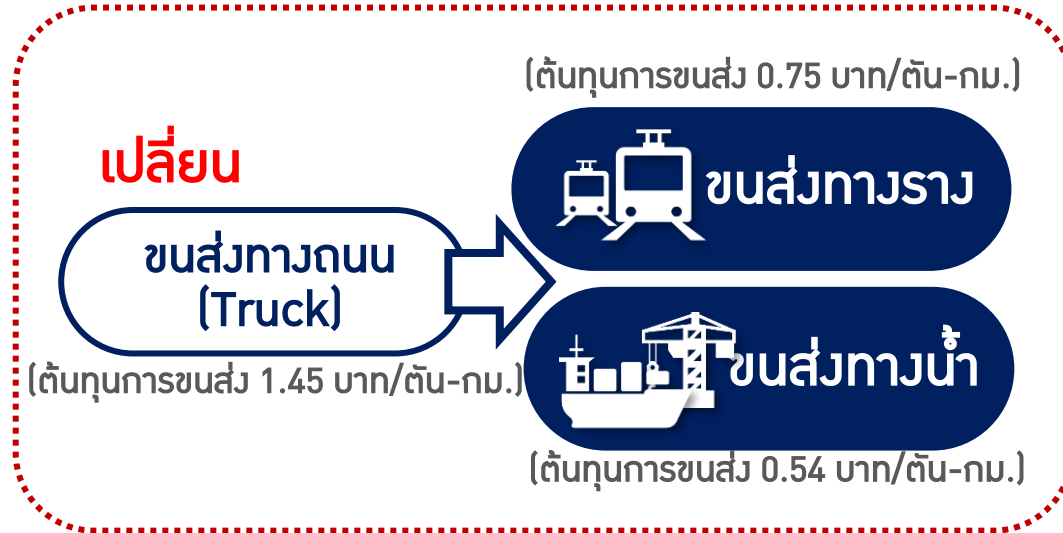 (ต้นทุนการขนส่ง 0.75 บาท/ตัน-กม.)
เปลี่ยน
ขนส่งทางราง
ขนส่งทางถนน
(Truck)
(ต้นทุนการขนส่ง 1.45 บาท/ตัน-กม.)
ขนส่งทางน้ำ
(ต้นทุนการขนส่ง 0.54 บาท/ตัน-กม.)